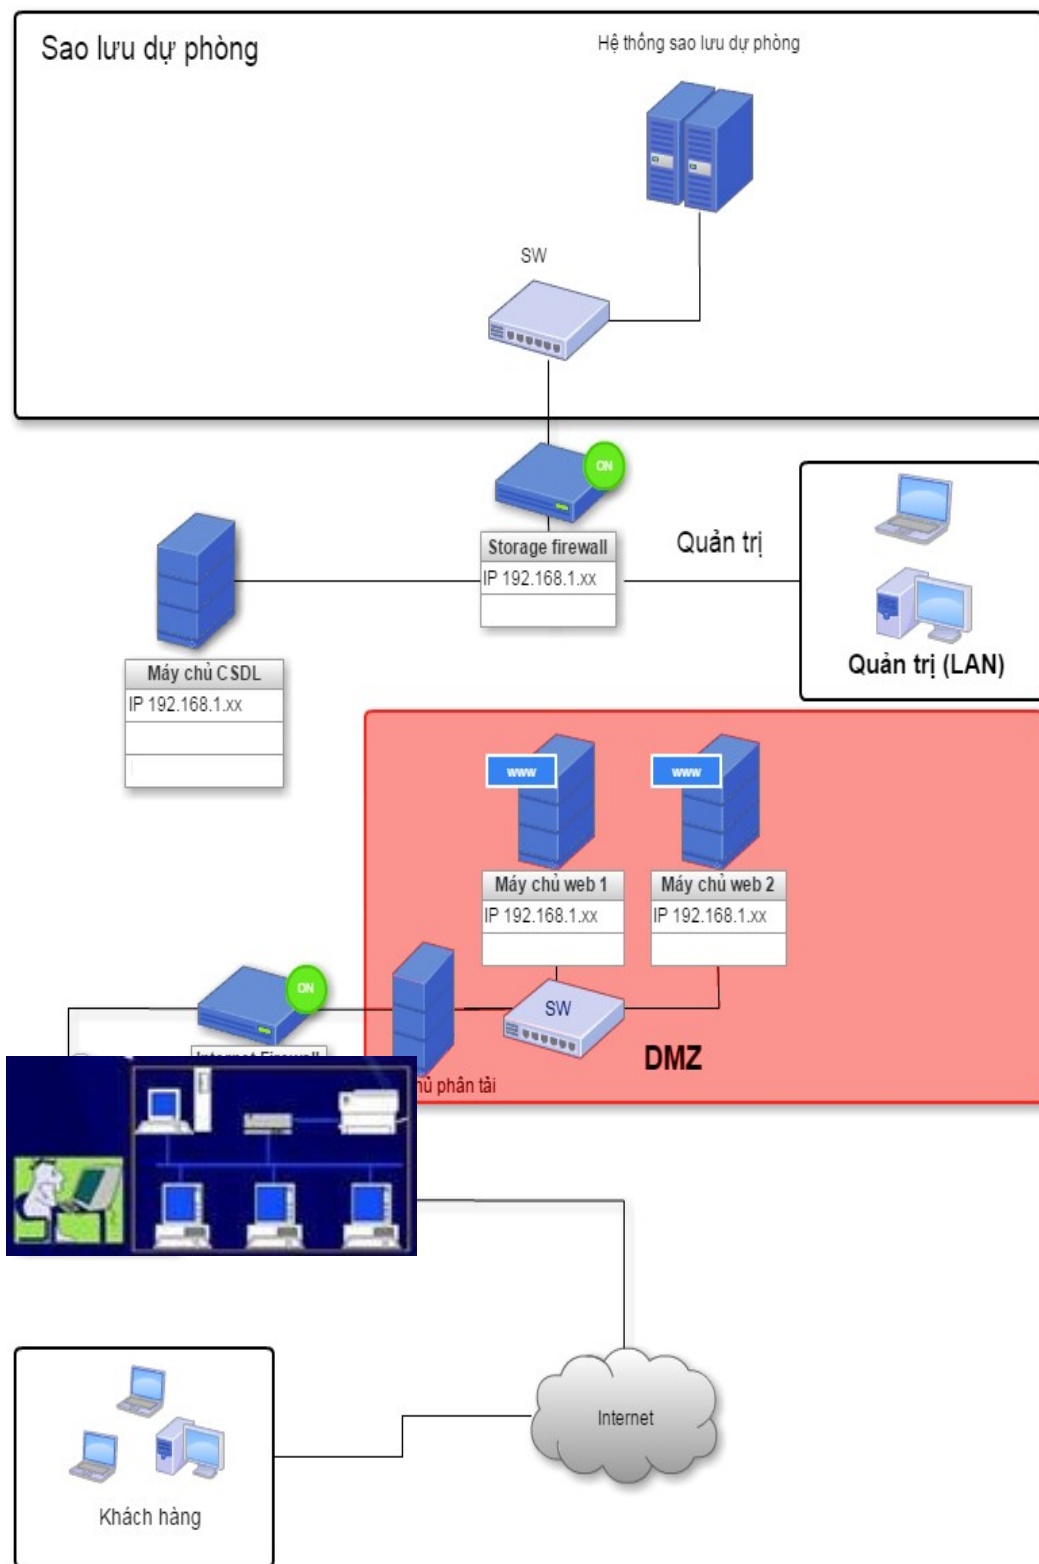 Sao lưu dự phòng
Hệ thống sao lưu dự phòng
SW
ON
Storage firewall
IP 192.168.1.xx
Quản trị
Quản trị (LAN)
Máy chủ CSDL
IP 192.168.1.xx
www
www
Máy chủ web 1
IP 192.168.1.xx
Máy chủ web 2
IP 192.168.1.xx
ON
SW
DMZ
Internet Firewall
phân tải
Internet
Khách hàng